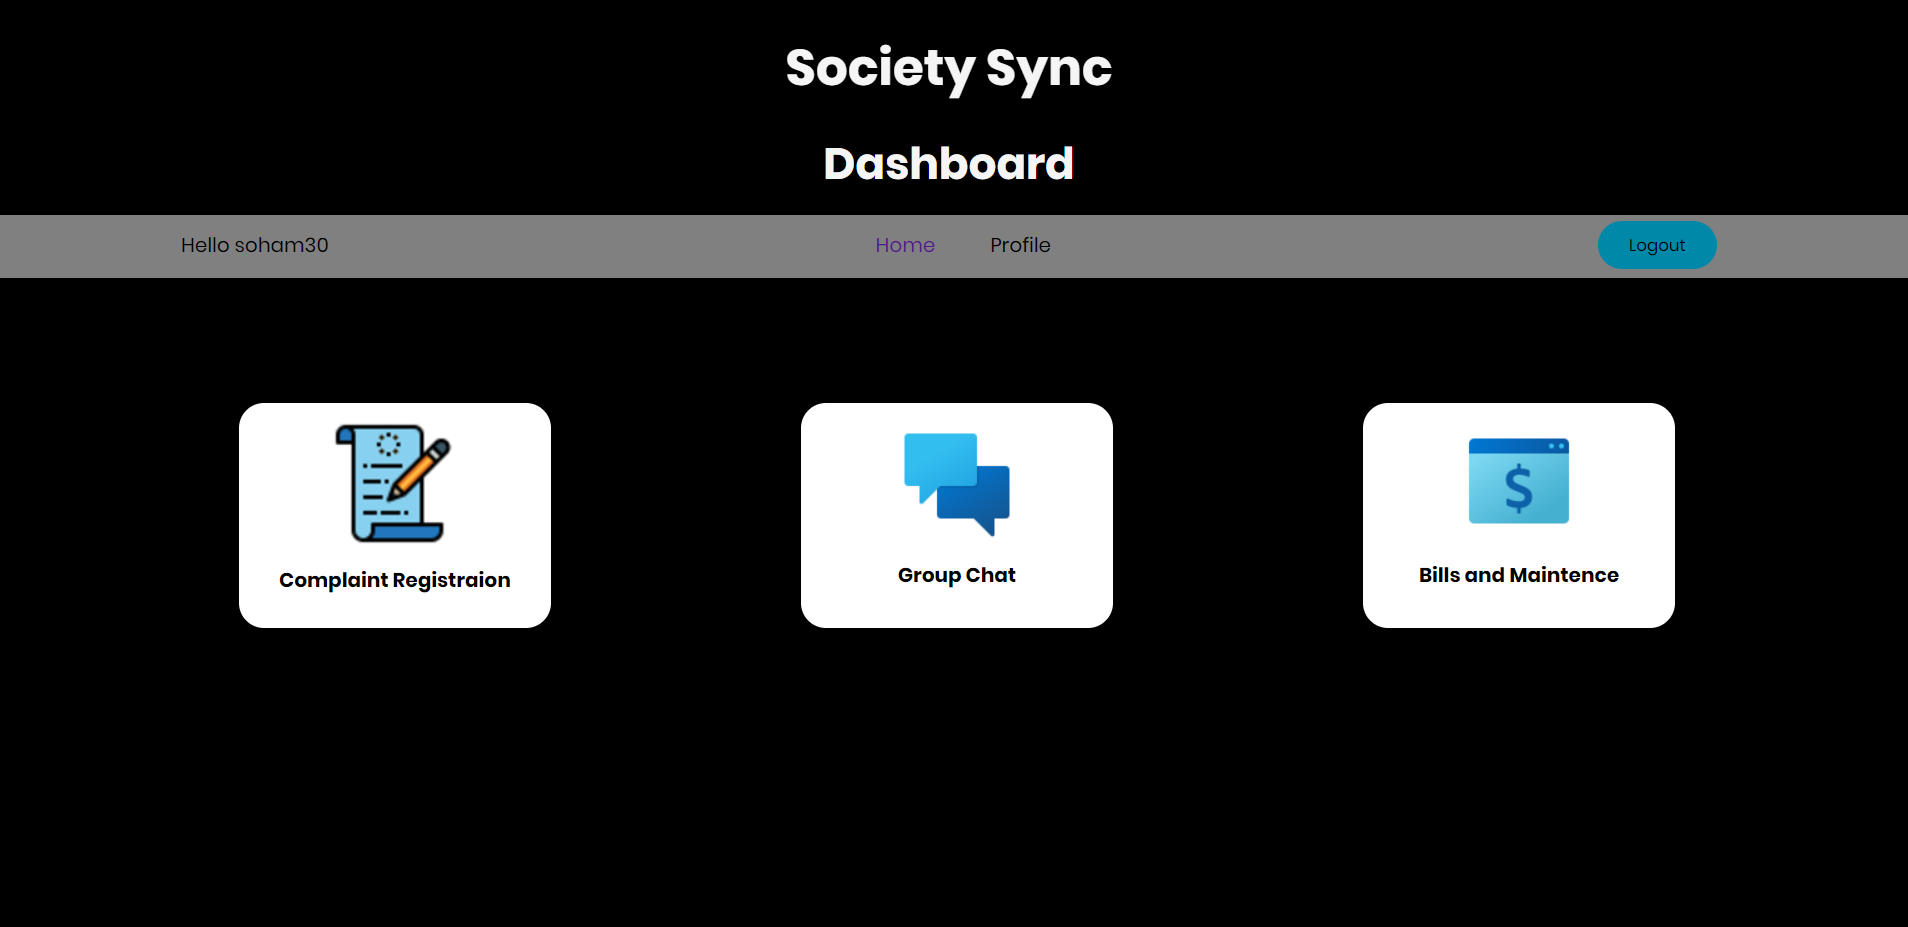 Society Sync
Dashboard
Hello soham30
Home
Profile
Logout
$
Complaint Registraion
Group Chat
Bills and Maintence